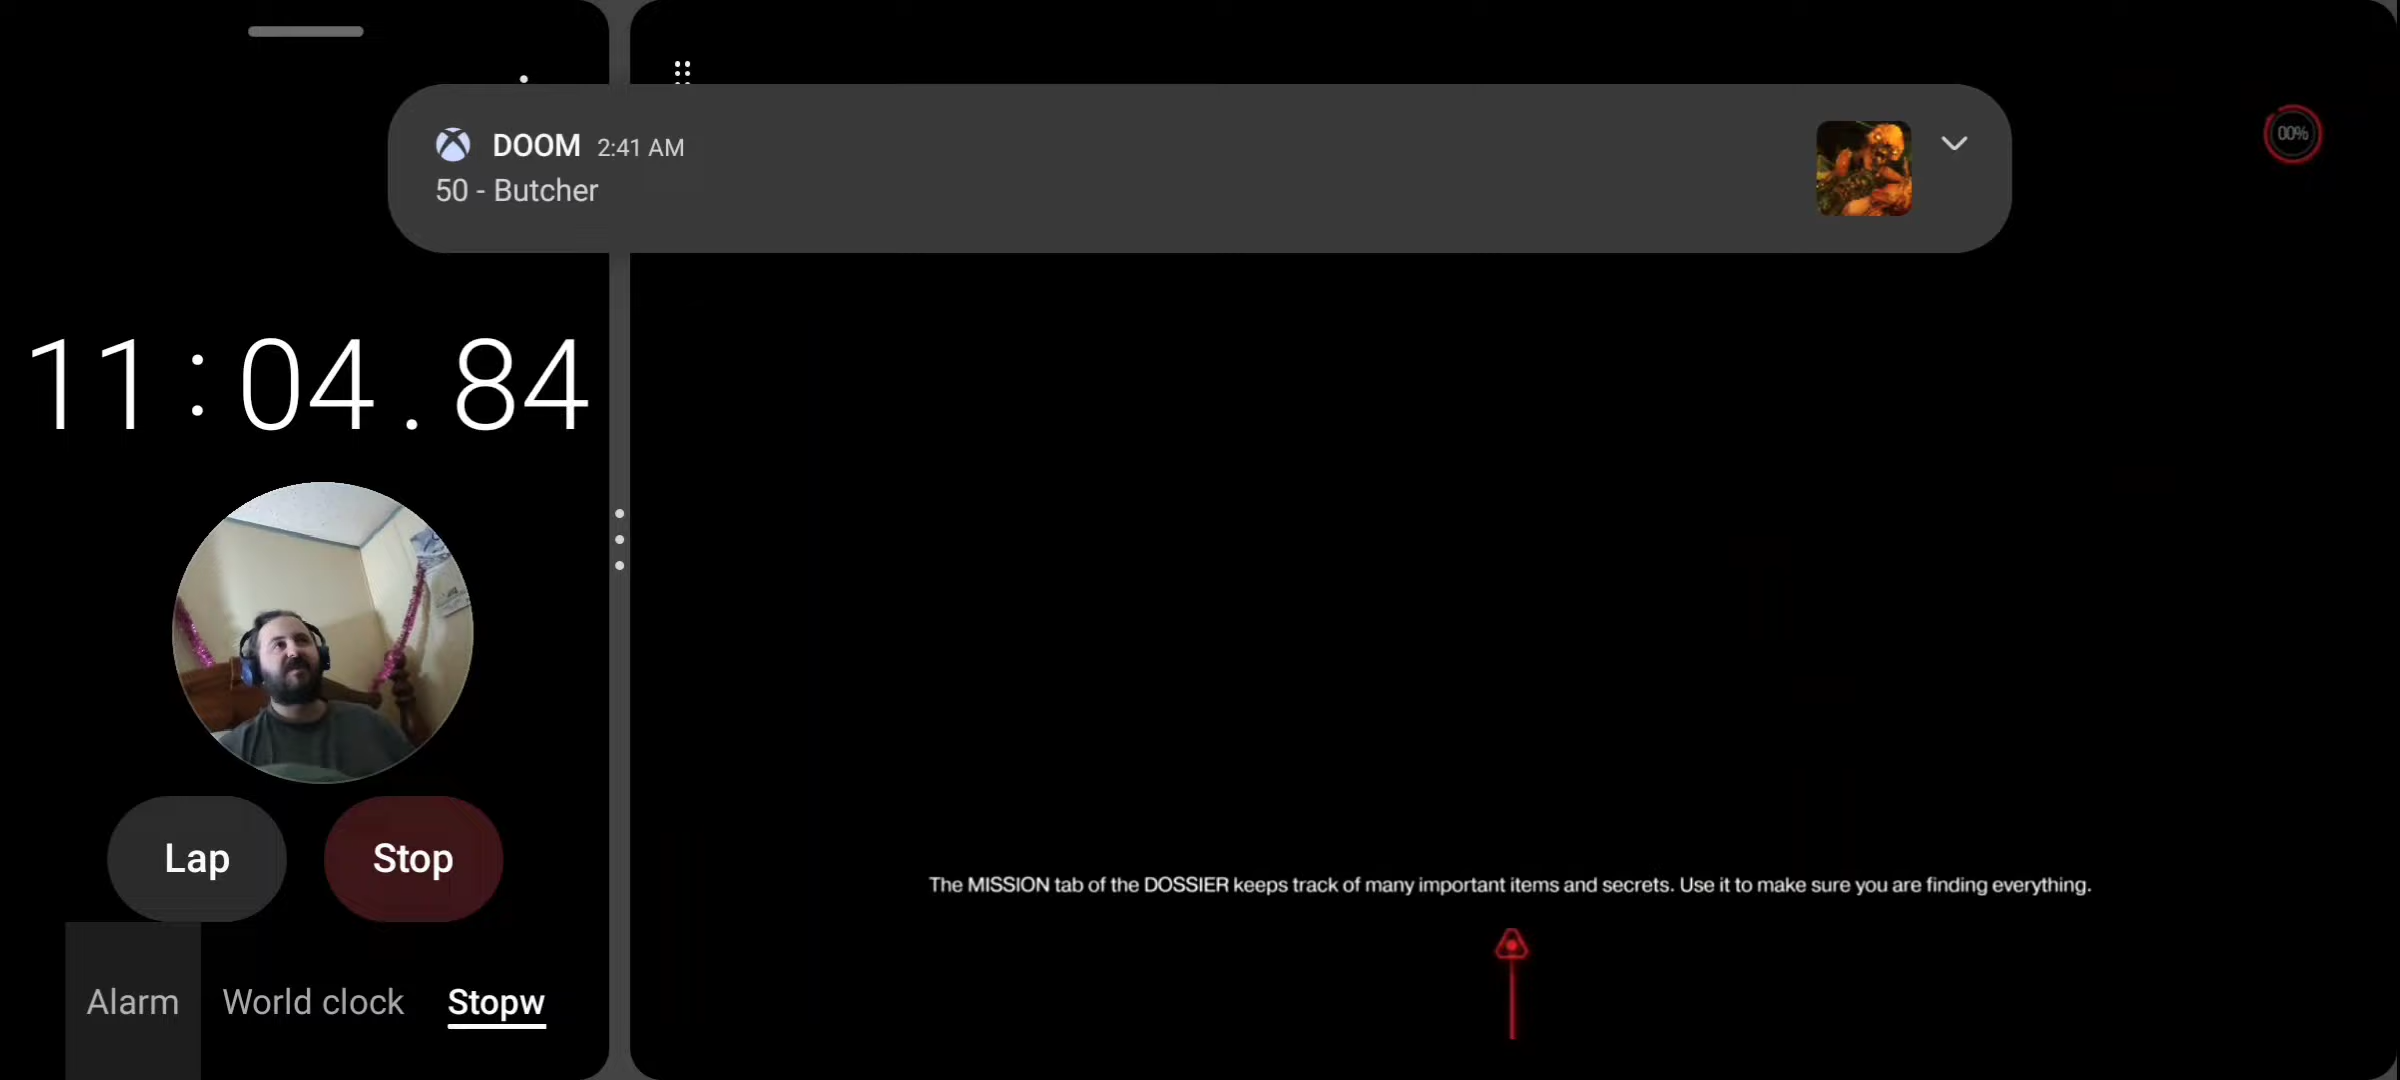 DOOM 2:41 AM
50 - Butcher
00%
11:04.84
Lap
Stop
The MISSION tab of the DOSSIER keeps track of many important items and secrets. Use it to make sure you are finding everything.
Alarm
World clock
Stopw